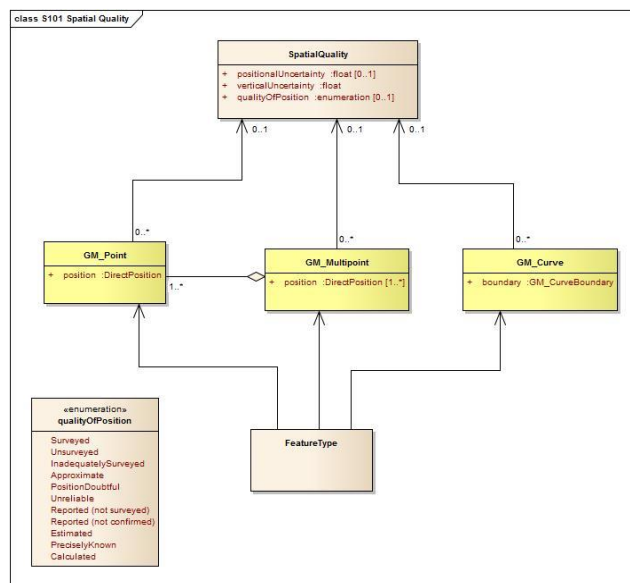 class S101 Spatial Quality
SpatialQuality
+ positionalUncertainty :float [0..1]
+ verticalUncertainty :float
+ qualityOfPosition :enumeration [0..1]
0..1
0..1
0..1
0..*
0..*
0..*
GM_Point
+ position :DirectPosition
1..*
GM_Multipoint
+ position :DirectPosition [1..*]
GM_Curve
+ boundary :GM_CurveBoundary
«enumeration»
qualityOfPosition
Surveyed
Unsurveyed
InadequatelySurveyed
Approximate
PositionDoubtful
Unreliable
Reported (not surveyed)
Reported (not confirmed)
Estimated
PreciselyKnown
Calculated
FeatureType